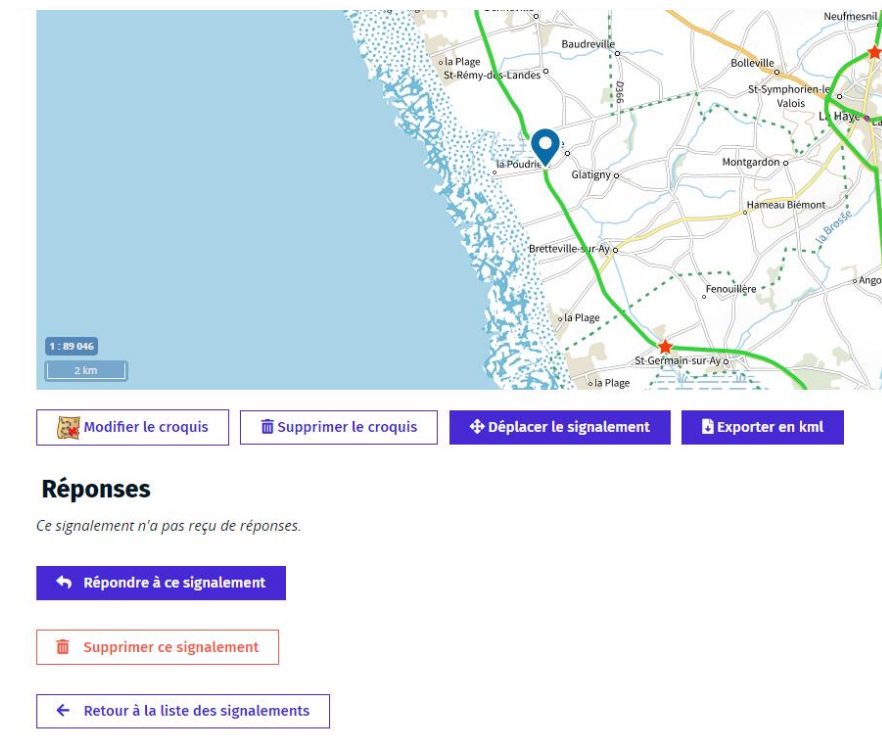 Neufmesnil
Baudreville
la Plage
Bolleville
St-Rémy-des-Landes
D366
St-Symphorien-le
Valois
La Haye
la Poudrie
Montgardon
Glatigny
Hameau Biémont
la Brosse
Bretteville-sur-Ay
Ango
Fenouillère
la Plage
1 : 89 046
St-Germain-sur-Ay
2 km
la Plage
Modifier le croquis
Supprimer le croquis
Déplacer le signalement
Exporter en kml
Réponses
Ce signalement n'a pas reçu de réponses.
Répondre à ce signalement
Supprimer ce signalement
Retour à la liste des signalements